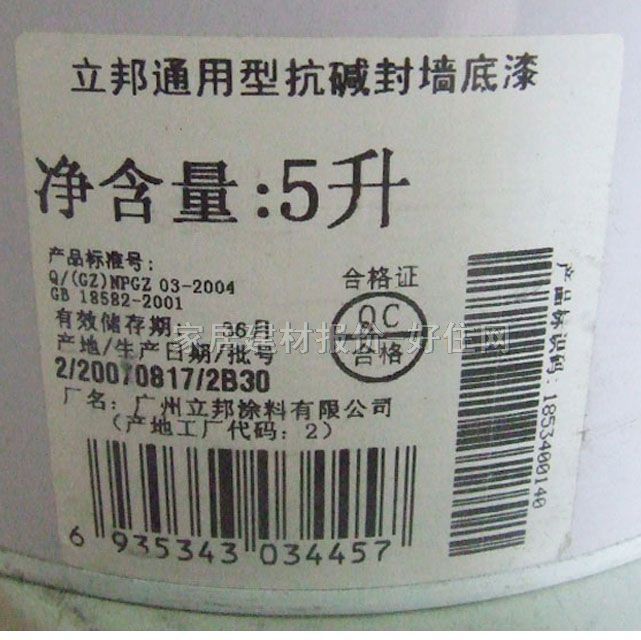 立邦通用型抗碱封墙底漆
净含量:5升
产品标准号:
Q/(GZ)NPGZ 03-2004
GB 18582-2001
有效储存期: 36月
产地/生产日期/批号
2/20070817/2B30
厂名: 广州立邦涂料有限公司
(产地工厂代码: 2)
合格证
QC
合格
产品标识码: 1853400140
6 935343 034457
家居建材报价 好住网